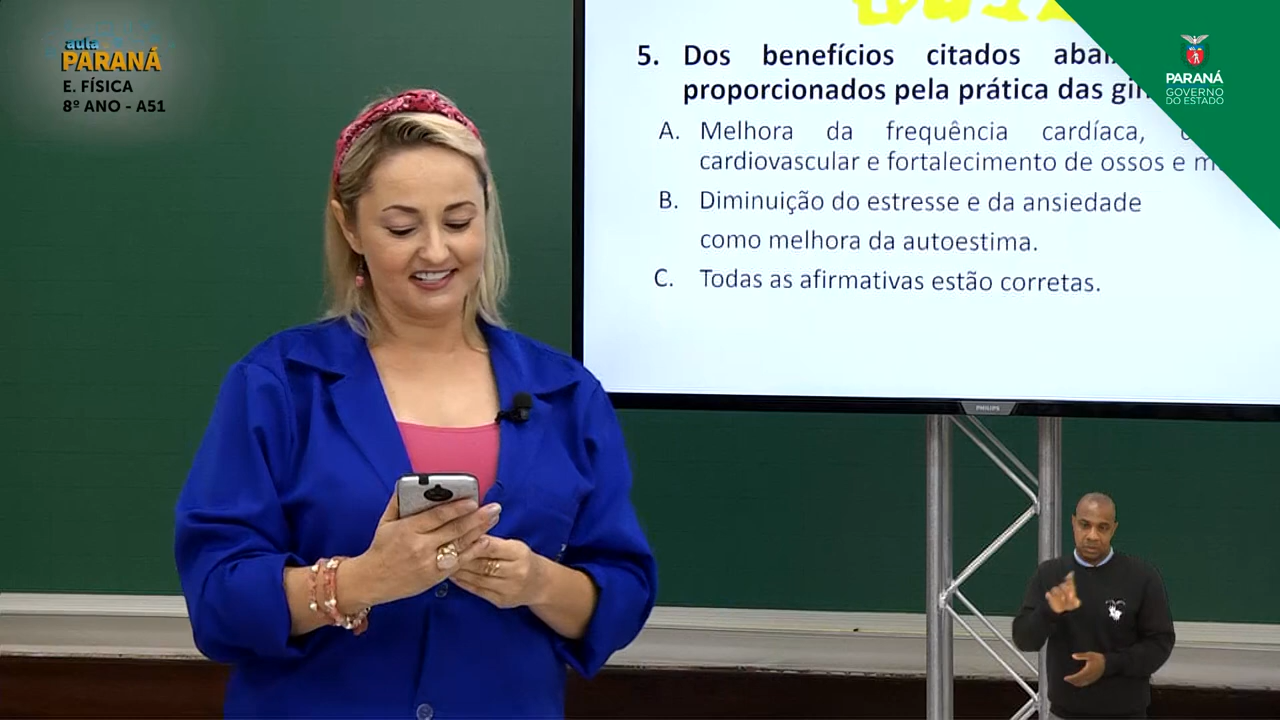 aula
PARANÁ
E. FÍSICA
8º ANO - A51
PARANÁ
GOVERNO
DO ESTADO
5. Dos benefícios citados
proporcionados pela prática das
A. Melhora da frequência cardíaca,
cardiovascular e fortalecimento de ossos e
B. Diminuição do estresse e da ansiedade
como melhora da autoestima.
C. Todas as afirmativas estão corretas.
PHILIPS